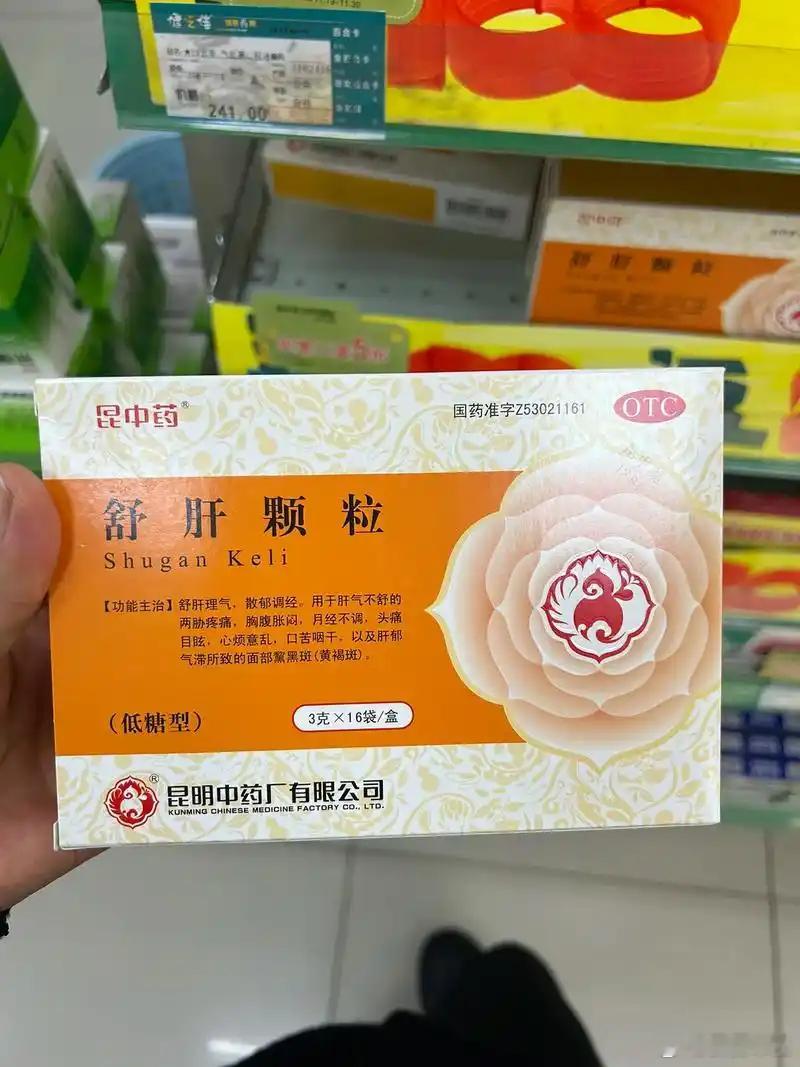 241.00
昆中药®
国药准字Z53021161
OTC
舒肝颗粒
Shugan Keli
【功能主治】舒肝理气，散郁调经。用于肝气不舒的
两胁疼痛，胸腹胀闷，月经不调，头痛
目眩，心烦意乱，口苦咽干，以及肝郁
气滞所致的面部黧黑斑(黄褐斑)。
（低糖型）
3克×16袋/盒
®
昆明中药厂有限公司
KUNMING CHINESE MEDICINE FACTORY CO., LTD.
昆中药
舒肝颗粒